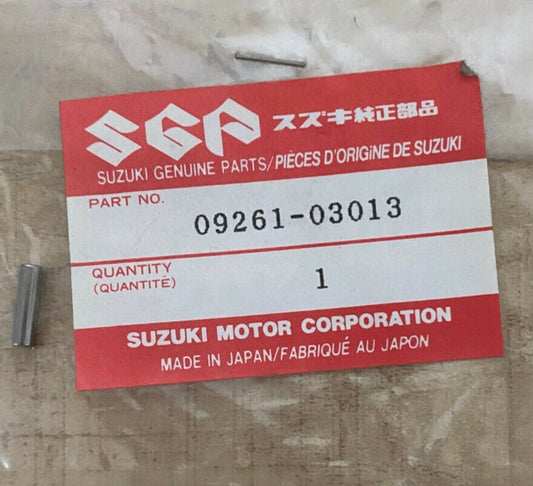 SGP スズキ純正部品
SUZUKI GENUINE PARTS/PIÈCES D'ORIGINE DE SUZUKI
PART NO.
09261-03013
QUANTITY
(QUANTITÉ)
1
SUZUKI MOTOR CORPORATION
MADE IN JAPAN/FABRIQUÉ AU JAPON